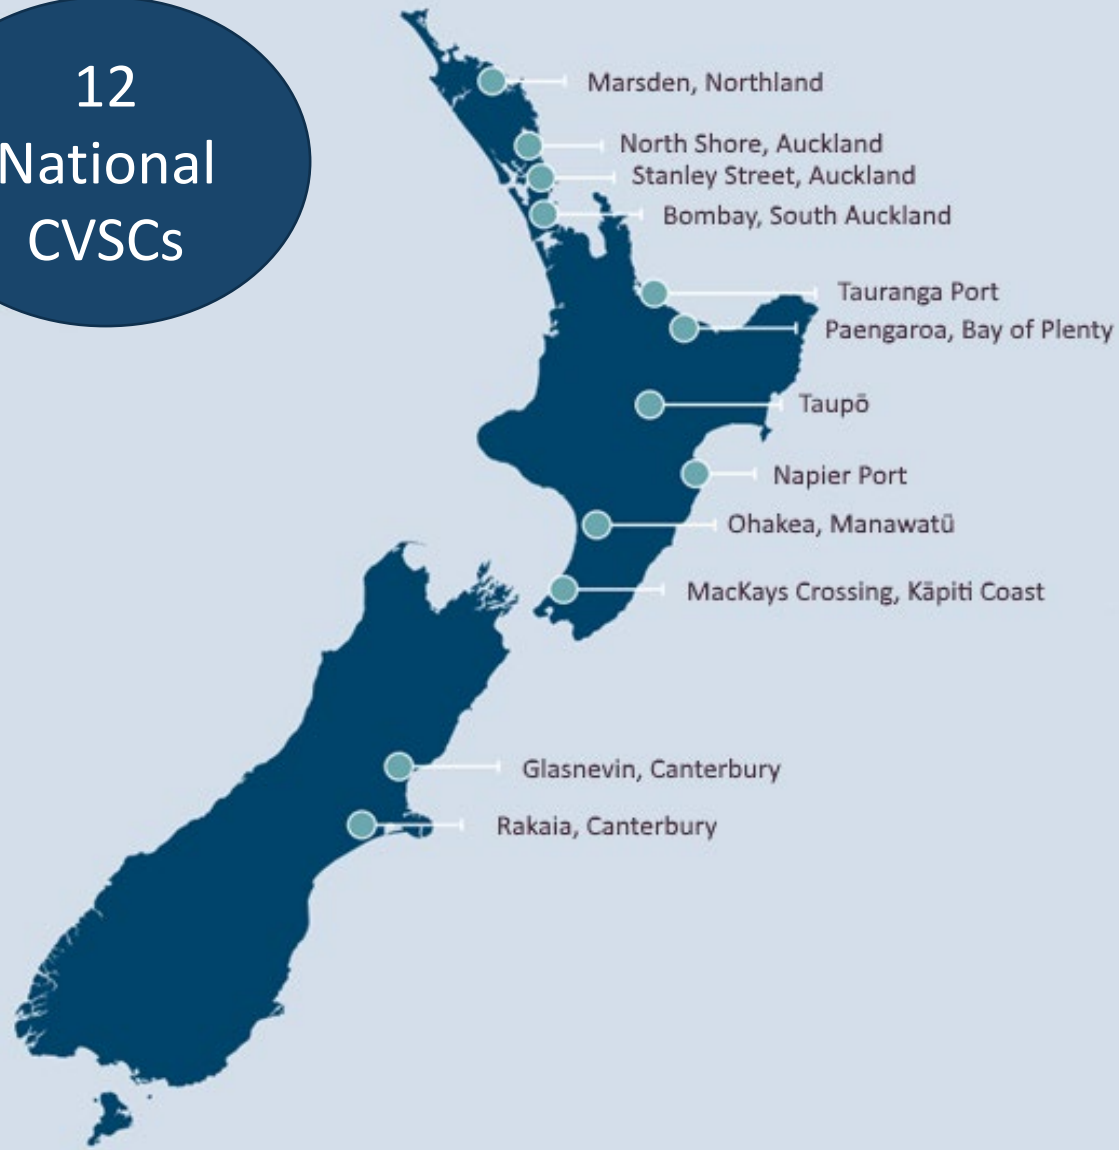 12
National
CVSCs
Marsden, Northland
North Shore, Auckland
Stanley Street, Auckland
Bombay, South Auckland
Tauranga Port
Paengaroa, Bay of Plenty
Taupō
Napier Port
Ohakea, Manawatū
MacKays Crossing, Kāpiti Coast
Glasnevin, Canterbury
Rakaia, Canterbury